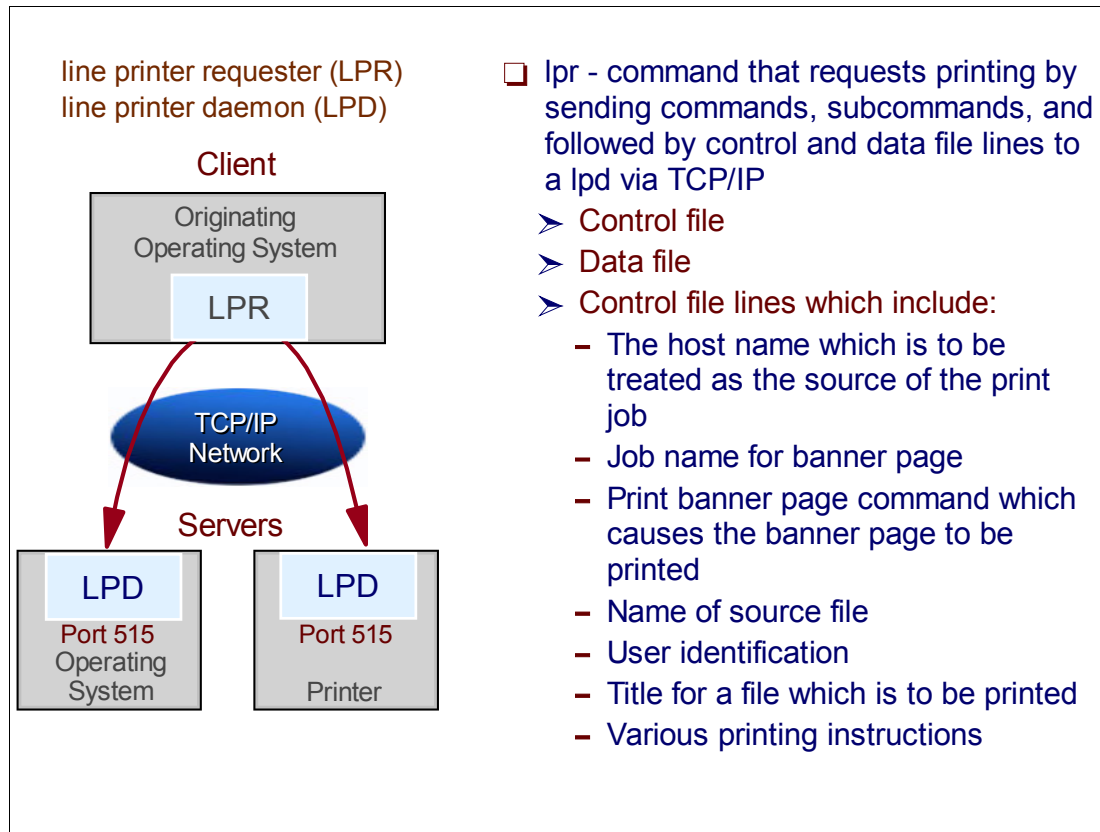 line printer requester (LPR)
line printer daemon (LPD)
Client
Originating
Operating System
LPR
TCP/IP
Network
Servers
LPD
Port 515
Operating
System
LPD
Port 515
Printer
lpr - command that requests printing by
sending commands, subcommands, and
followed by control and data file lines to
a lpd via TCP/IP
Control file
Data file
Control file lines which include:
– The host name which is to be
treated as the source of the print
job
– Job name for banner page
– Print banner page command which
causes the banner page to be
printed
– Name of source file
– User identification
– Title for a file which is to be printed
– Various printing instructions